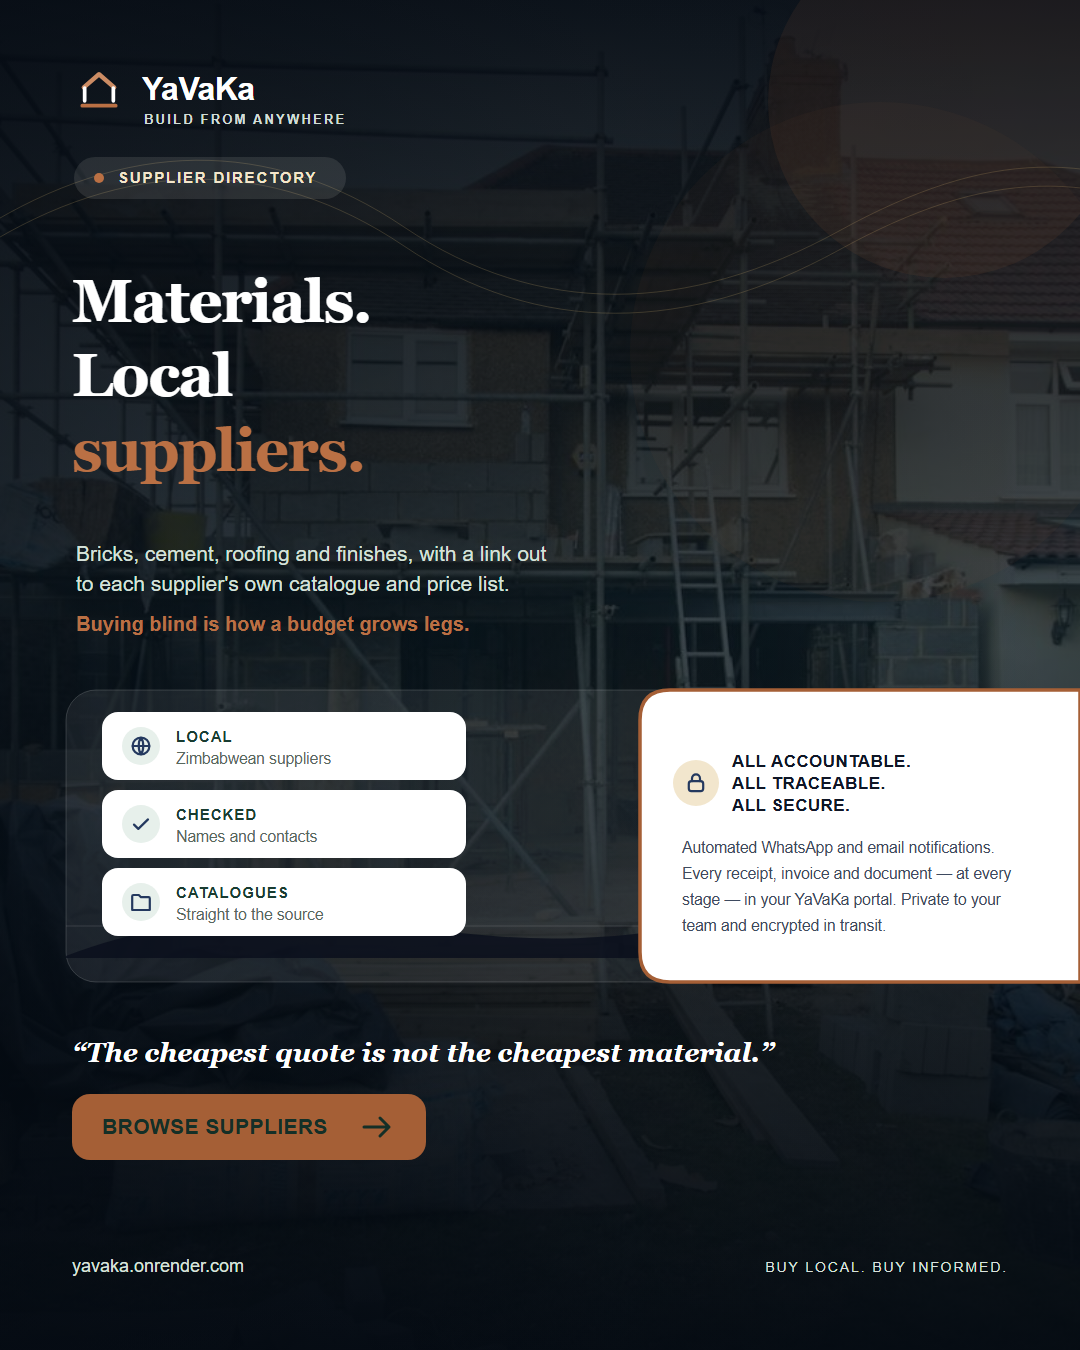 YaVaKa
BUILD FROM ANYWHERE
SUPPLIER DIRECTORY
Materials.
Local
suppliers.
Bricks, cement, roofing and finishes, with a link out
to each supplier's own catalogue and price list.
Buying blind is how a budget grows legs.
LOCAL
Zimbabwean suppliers
CHECKED
Names and contacts
CATALOGUES
Straight to the source
ALL ACCOUNTABLE.
ALL TRACEABLE.
ALL SECURE.
Automated WhatsApp and email notifications.
Every receipt, invoice and document — at every
stage — in your YaVaKa portal. Private to your
team and encrypted in transit.
“The cheapest quote is not the cheapest material.”
BROWSE SUPPLIERS
yavaka.onrender.com
BUY LOCAL. BUY INFORMED.